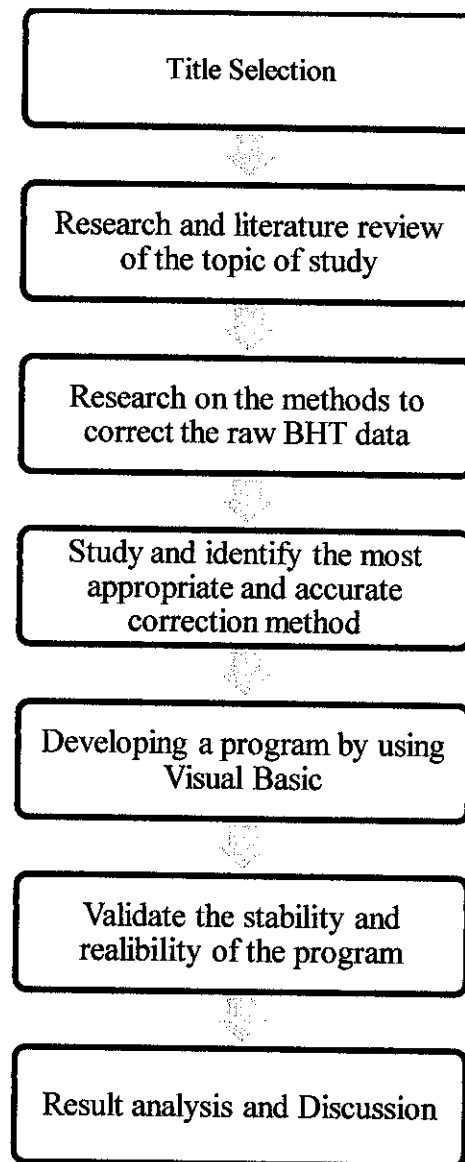 Title Selection
Research and literature review
of the topic of study
Research on the methods to
correct the raw BHT data
Study and identify the most
appropriate and accurate
correction method
Developing a program by using
Visual Basic
Validate the stability and
realibility of the program
Result analysis and Discussion